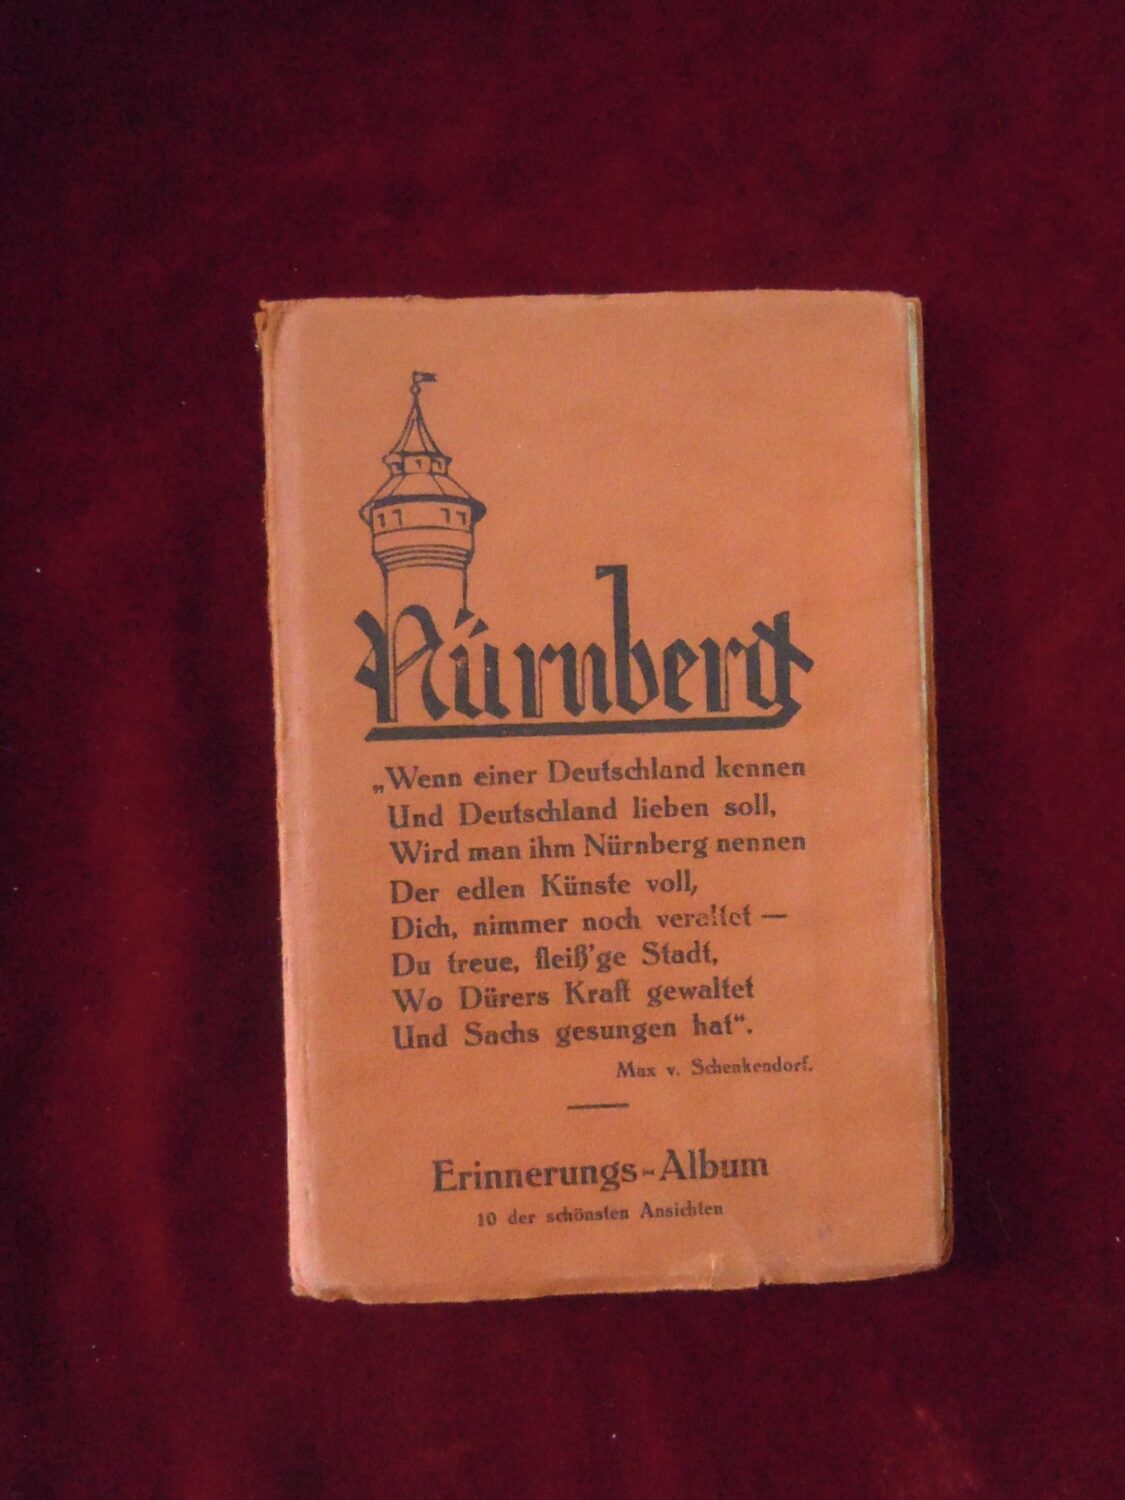 Nürnberg
„Wenn einer Deutschland kennen
Und Deutschland lieben soll,
Wird man ihm Nürnberg nennen
Der edlen Künste voll,
Dich, nimmer noch veraltet —
Du treue, fleiß'ge Stadt,
Wo Dürers Kraft gewaltet
Und Sachs gesungen hat“.
Max v. Schenkendorf.
Erinnerungs-Album
10 der schönsten Ansichten